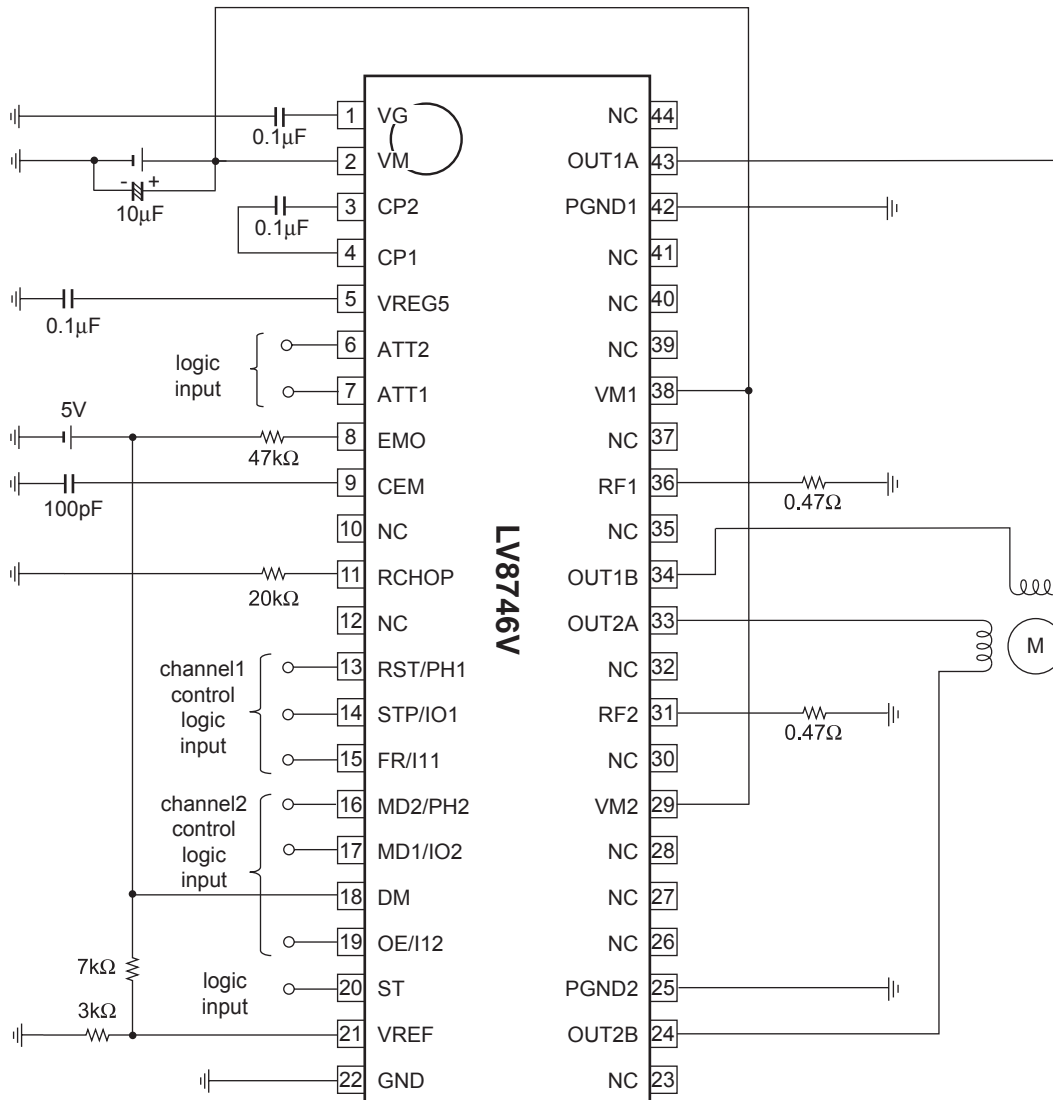 1 VG
0.1μF
2 VM
- +
10μF
3 CP2
0.1μF
4 CP1
5 VREG5
0.1μF
6 ATT2
logic
input
7 ATT1
5V
8 EMO
47kΩ
9 CEM
100pF
10 NC
11 RCHOP
20kΩ
12 NC
channel1
control
logic
input
13 RST/PH1
14 STP/IO1
15 FR/I11
channel2
control
logic
input
16 MD2/PH2
17 MD1/IO2
18 DM
19 OE/I12
7kΩ
logic
input
20 ST
3kΩ
21 VREF
22 GND
LV8746V
NC 44
OUT1A 43
PGND1 42
NC 41
NC 40
NC 39
VM1 38
NC 37
RF1 36
0.47Ω
NC 35
OUT1B 34
OUT2A 33
M
NC 32
RF2 31
0.47Ω
NC 30
VM2 29
NC 28
NC 27
NC 26
PGND2 25
OUT2B 24
NC 23